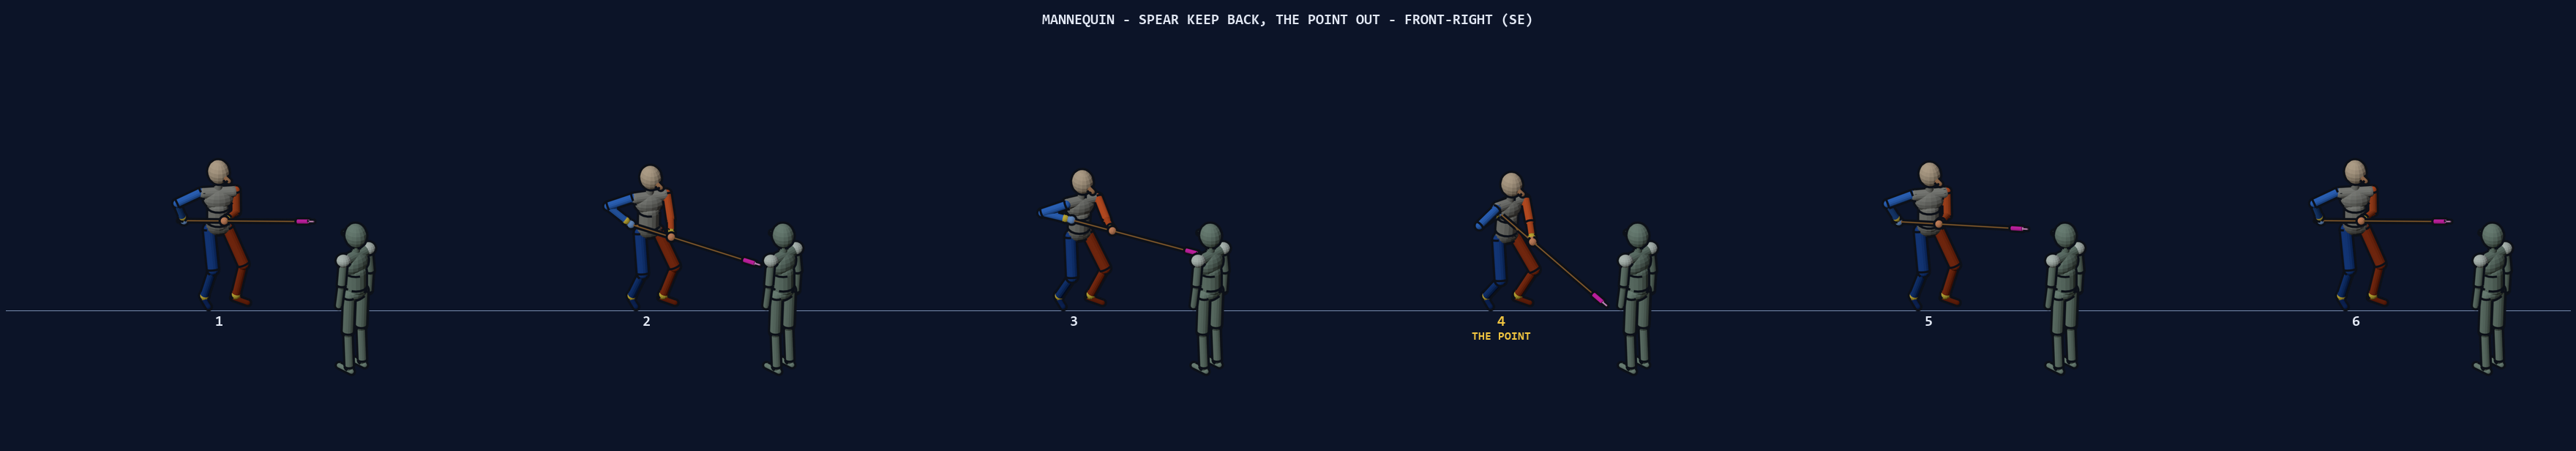 MANNEQUIN - SPEAR KEEP BACK, THE POINT OUT - FRONT-RIGHT (SE)
1 2 3 4 5 6
THE POINT